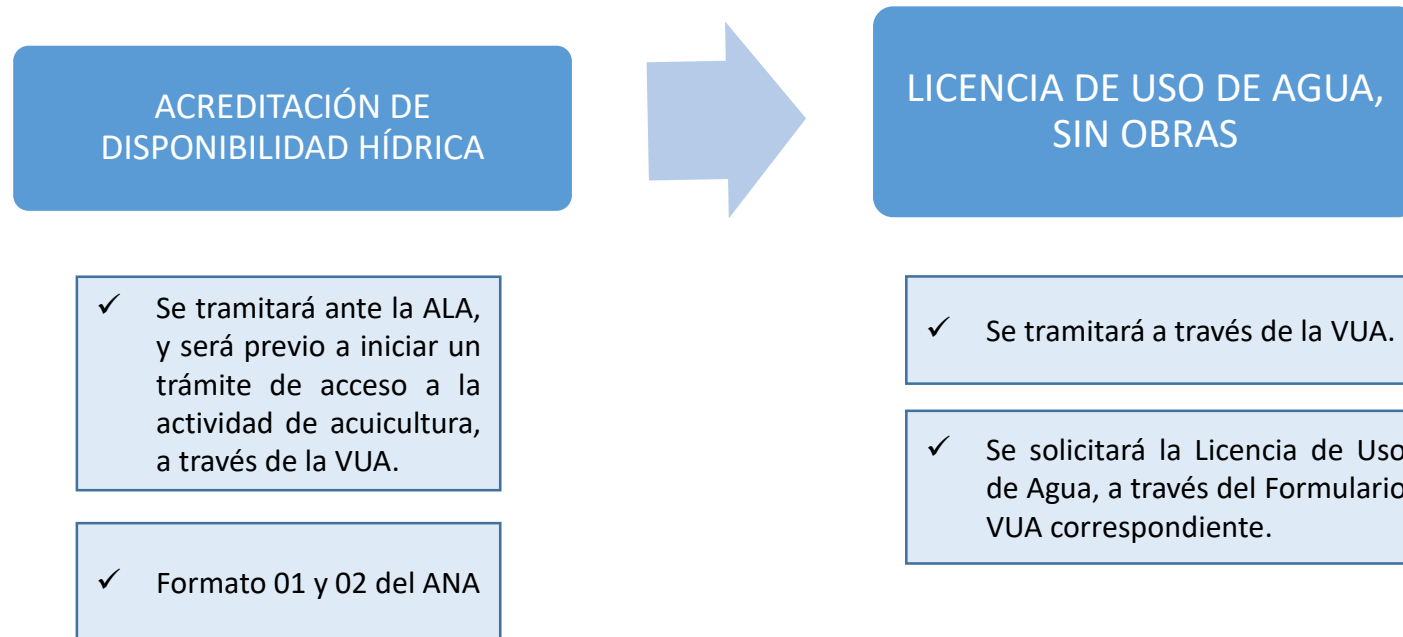 ACREDITACIÓN DE
DISPONIBILIDAD HÍDRICA
✓ Se tramitará ante la ALA,
y será previo a iniciar un
trámite de acceso a la
actividad de acuicultura,
a través de la VUA.
✓ Formato 01 y 02 del ANA
LICENCIA DE USO DE AGUA,
SIN OBRAS
✓ Se tramitará a través de la VUA.
✓ Se solicitará la Licencia de Uso
de Agua, a través del Formulario
VUA correspondiente.